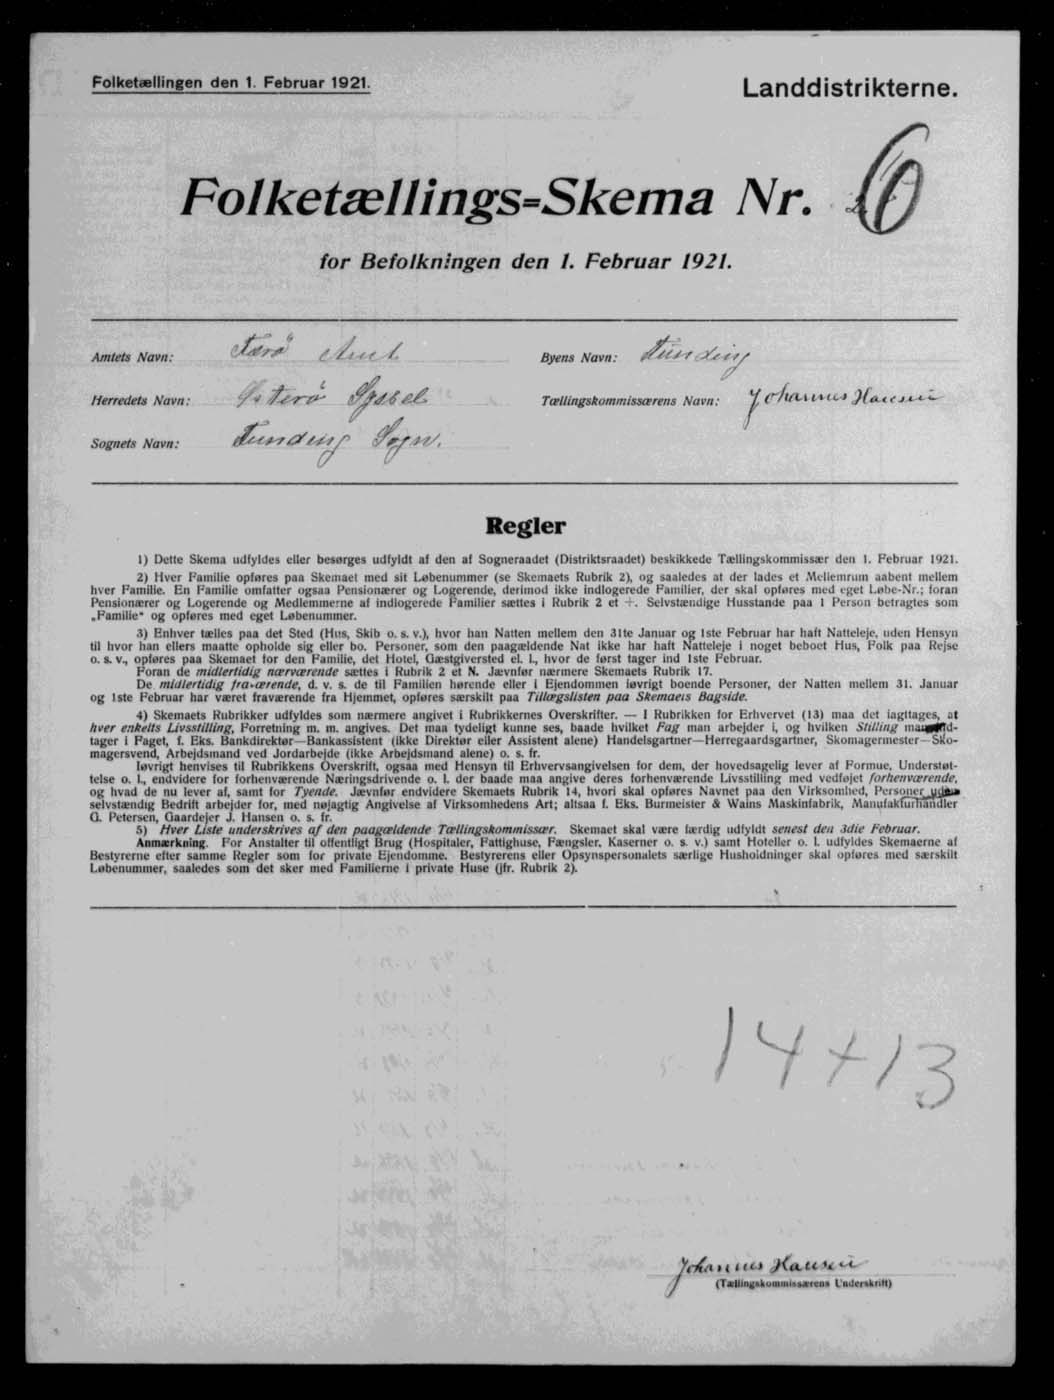 Folketællingen den 1. Februar 1921.
Landdistrikterne.
Folketællings=Skema Nr. 6
for Befolkningen den 1. Februar 1921.
Amtets Navn: Færø Amt
Byens Navn: Funding
Herredets Navn: Østerø Syssel
Tællingskommissærens Navn: Johannes Hansen
Sognets Navn: Funding Sogn.
Regler
1) Dette Skema udfyldes eller besørges udfyldt af den af Sogneraadet (Distriktsraadet) beskikkede Tællingskommissær den 1. Februar 1921.
2) Hver Familie opføres paa Skemaet med sit Løbenummer (se Skemaets Rubrik 2), og saaledes at der lades et Mellemrum aabent mellem
hver Familie. En Familie omfatter ogsaa Pensionærer og Logerende, derimod ikke indlogerede Familier, der skal opføres med eget Løbe-Nr.; foran
Pensionærer og Logerende og Medlemmerne af indlogerede Familier sættes i Rubrik 2 et ÷. Selvstændige Husstande paa 1 Person betragtes som
„Familie“ og opføres med eget Løbenummer.
3) Enhver tælles paa det Sted (Hus, Skib o. s. v.), hvor han Natten mellem den 31te Januar og 1ste Februar har haft Natteleje, uden Hensyn
til hvor han ellers maatte opholde sig eller bo. Personer, som den paagældende Nat ikke har haft Natteleje i noget beboet Hus, Folk paa Rejse
o. s. v., opføres paa Skemaet for den Familie, det Hotel, Gæstgiversted el. l., hvor de først tager ind 1ste Februar.
Foran de midlertidig nærværende sættes i Rubrik 2 et N. Jævnfør nærmere Skemaets Rubrik 17.
De midlertidig fraværende, d. v. s. de til Familien hørende eller i Ejendommen iøvrigt boende Personer, der Natten mellem 31. Januar
og 1ste Februar har været fraværende fra Hjemmet, opføres særskilt paa Tillægslisten paa Skemaets Bagside.
4) Skemaets Rubrikker udfyldes som nærmere angivet i Rubrikkernes Overskrifter. — I Rubrikken for Erhvervet (13) maa det iagttages, at
hver enkelts Livsstilling, Forretning m. m. angives. Det maa tydeligt kunne ses, baade hvilket Fag man arbejder i, og hvilken Stilling man ind-
tager i Faget, f. Eks. Bankdirektør—Bankassistent (ikke Direktør eller Assistent alene) Handelsgartner—Herregaardsgartner, Skomagermester—Sko-
magersvend, Arbejdsmand ved Jordarbejde (ikke Arbejdsmand alene) o. s. fr.
Iøvrigt henvises til Rubrikkens Overskrift, ogsaa med Hensyn til Erhvervsangivelsen for dem, der hovedsagelig lever af Formue, Understøt-
telse o. l., endvidere for forhenværende Næringsdrivende o. l. der baade maa angive deres forhenværende Livsstilling med vedføjet forhenværende,
og hvad de nu lever af, samt for Tyende. Jævnfør endvidere Skemaets Rubrik 14, hvori skal opføres Navnet paa den Virksomhed, Personer uden
selvstændig Bedrift arbejder for, med nøjagtig Angivelse af Virksomhedens Art; altsaa f. Eks. Burmeister & Wains Maskinfabrik, Manufakturhandler
G. Petersen, Gaardejer J. Hansen o. s. fr.
5) Hver Liste underskrives af den paagældende Tællingskommissær. Skemaet skal være færdig udfyldt senest den 3die Februar.
Anmærkning. For Anstalter til offentligt Brug (Hospitaler, Fattighuse, Fængsler, Kaserner o. s. v.) samt Hoteller o. l. udfyldes Skemaerne af
Bestyrerne efter samme Regler som for private Ejendomme. Bestyrerens eller Opsynspersonalets særlige Husholdninger skal opføres med særskilt
Løbenummer, saaledes som det sker med Familierne i private Huse (jfr. Rubrik 2).
14+13
Johannes Hansen
(Tællingskommissærens Underskrift)